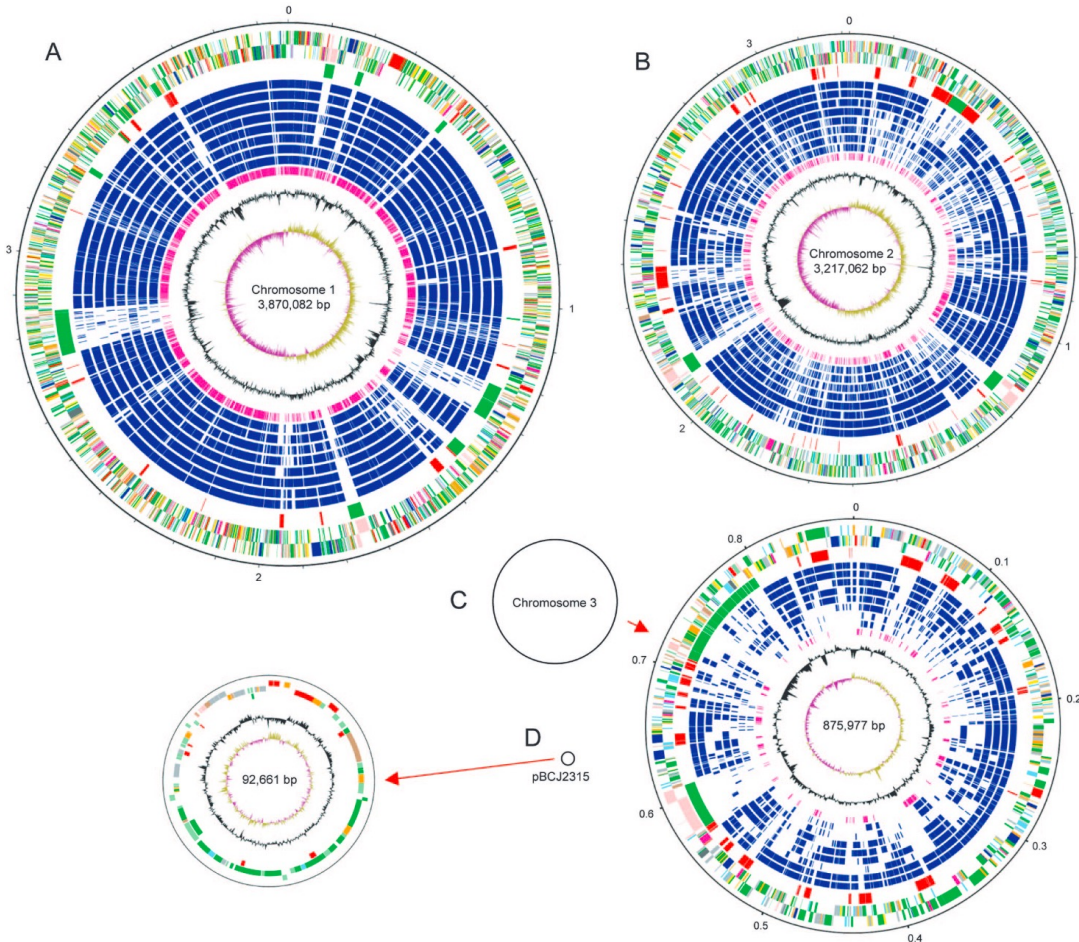 A
0
1
2
3
Chromosome 1
3,870,082 bp
B
0
1
2
3
Chromosome 2
3,217,062 bp
C
Chromosome 3
0
0.1
0.2
0.3
0.4
0.5
0.6
0.7
0.8
875,977 bp
D
pBCJ2315
92,661 bp